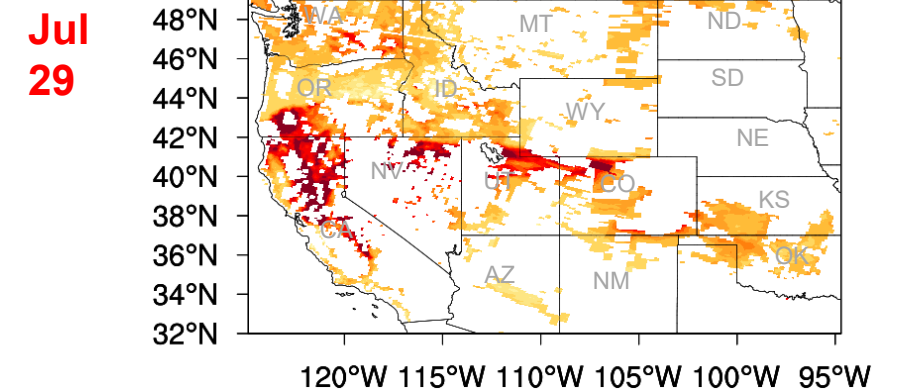 Jul
29
48°N
46°N
44°N
42°N
40°N
38°N
36°N
34°N
32°N
WA
MT
ND
OR
ID
SD
WY
NE
NV
UT
CO
KS
CA
OK
AZ
NM
120°W 115°W 110°W 105°W 100°W 95°W